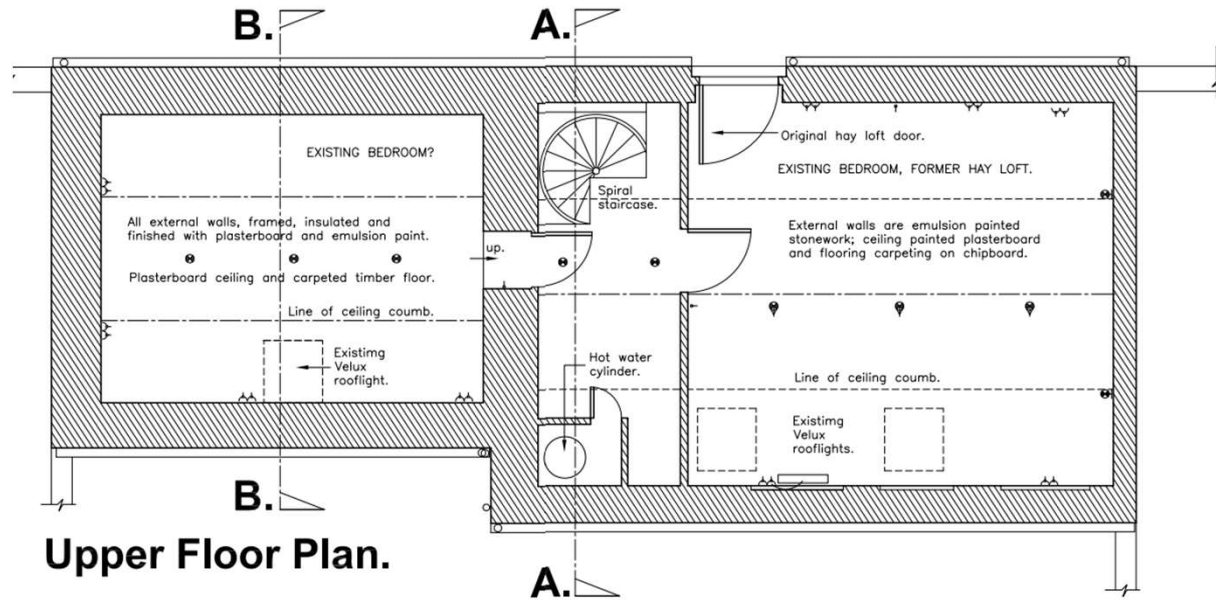 B.
A.
Original hay loft door.
EXISTING BEDROOM?
EXISTING BEDROOM, FORMER HAY LOFT.
Spiral
staircase.
All external walls, framed, insulated and
finished with plasterboard and emulsion paint.
External walls are emulsion painted
stonework; ceiling painted plasterboard
and flooring carpeting on chipboard.
up.
Plasterboard ceiling and carpeted timber floor.
Line of ceiling coumb.
Existimg
Velux
rooflight.
Hot water
cylinder.
Line of ceiling coumb.
Existimg
Velux
rooflights.
B.
Upper Floor Plan.
A.